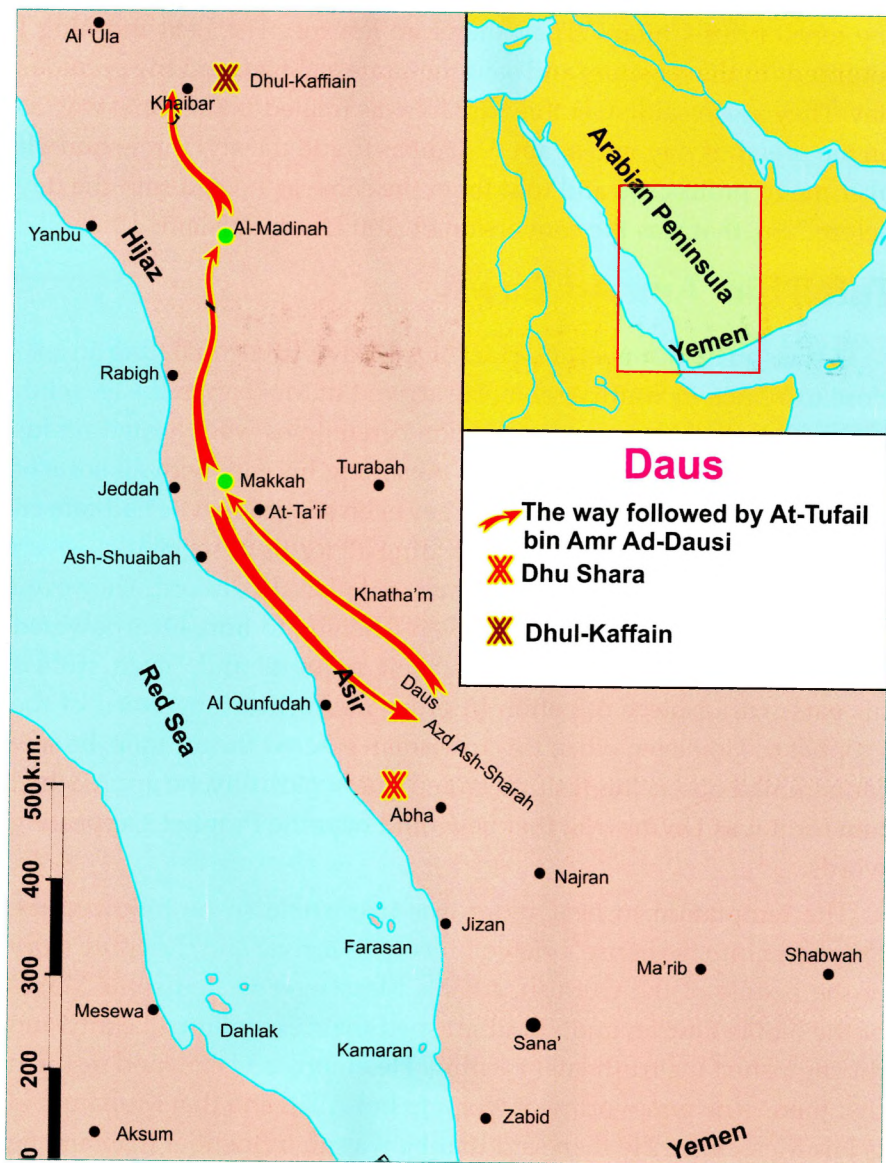 Al ‘Ula
Khaibar
Dhul-Kaffiain
Al-Madinah
Yanbu
Hijaz
Rabigh
Makkah
Turabah
Jeddah
At-Ta’if
Ash-Shuaibah
Khatha’m
Daus
Azd Ash-Sharah
Asir
Al Qunfudah
Red Sea
Abha
Najran
Jizan
Farasan
Ma’rib
Shabwah
Mesewa
Dahlak
Sana’
Kamaran
Zabid
Aksum
Yemen
500k.m.
400
300
200
0
Arabian Peninsula
Yemen
Daus
The way followed by At-Tufail
bin Amr Ad-Dausi
Dhu Shara
Dhul-Kaffain